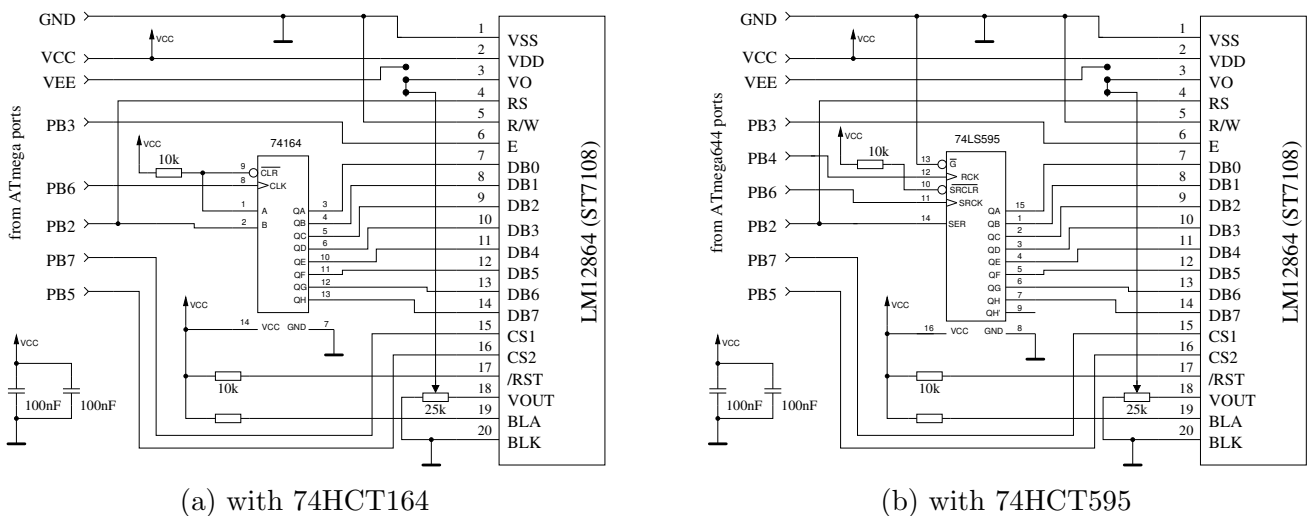 from ATmega ports
GND
VCC
VEE
PB3
PB6
PB2
PB7
PB5
VCC
VCC
10k
74164
9 CLR
8 CLK
1 A
2 B
QA 3
QB 4
QC 5
QD 6
QE 10
QF 11
QG 12
QH 13
14 VCC GND 7
VCC
10k
VCC
100nF 100nF
25k
1 VSS
2 VDD
3 VO
4 RS
5 R/W
6 E
7 DB0
8 DB1
9 DB2
10 DB3
11 DB4
12 DB5
13 DB6
14 DB7
15 CS1
16 CS2
17 /RST
18 VOUT
19 BLA
20 BLK
LM12864 (ST7108)
(a) with 74HCT164
from ATmega644 ports
GND
VCC
VEE
PB3
PB4
PB6
PB2
PB7
PB5
VCC
VCC
10k
74LS595
13 G
12 RCK
10 SRCLR
11 SRCK
14 SER
QA 15
QB 1
QC 2
QD 3
QE 4
QF 5
QG 6
QH 7
QH' 9
16 VCC GND 8
VCC
10k
VCC
100nF 100nF
25k
1 VSS
2 VDD
3 VO
4 RS
5 R/W
6 E
7 DB0
8 DB1
9 DB2
10 DB3
11 DB4
12 DB5
13 DB6
14 DB7
15 CS1
16 CS2
17 /RST
18 VOUT
19 BLA
20 BLK
LM12864 (ST7108)
(b) with 74HCT595